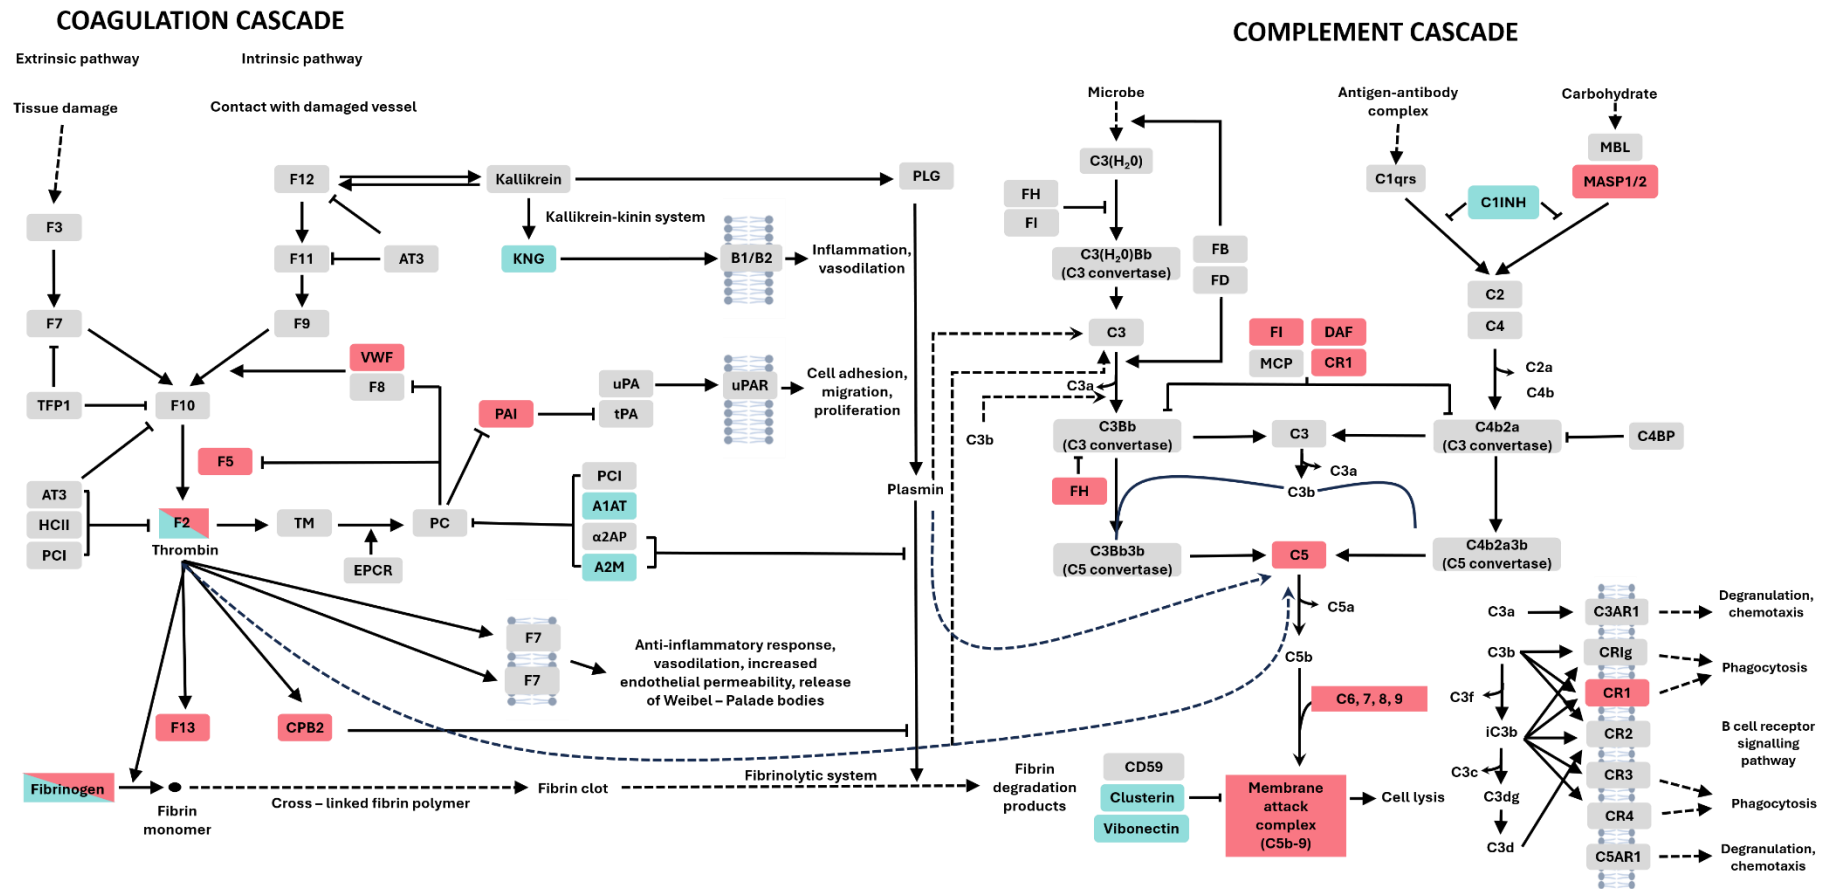 COAGULATION CASCADE
Extrinsic pathway
Intrinsic pathway
Tissue damage
Contact with damaged vessel
F12
Kallikrein
PLG
F3
Kallikrein-kinin system
F11
AT3
KNG
B1/B2
Inflammation,
vasodilation
F7
F9
VWF
F8
TFP1
F10
PAI
uPA
tPA
uPAR
Cell adhesion,
migration,
proliferation
F5
AT3
HCII
PCI
F2
Thrombin
TM
PC
EPCR
PCI
A1AT
α2AP
A2M
Plasmin
F7
F7
Anti-inflammatory response,
vasodilation, increased
endothelial permeability, release
of Weibel – Palade bodies
F13
CPB2
Fibrinogen
Fibrin
monomer
Cross – linked fibrin polymer
Fibrin clot
Fibrinolytic system
Fibrin
degradation
products
COMPLEMENT CASCADE
Microbe
Antigen-antibody
complex
Carbohydrate
C3(H20)
MBL
C1qrs
MASP1/2
FH
FI
C1INH
C3(H20)Bb
(C3 convertase)
FB
FD
C2
C4
C3
FI
DAF
MCP
CR1
C3a
C2a
C4b
C3b
C3Bb
(C3 convertase)
C3
C4b2a
(C3 convertase)
C4BP
C3a
C3b
FH
C3Bb3b
(C5 convertase)
C5
C4b2a3b
(C5 convertase)
C5a
C5b
C6, 7, 8, 9
CD59
Clusterin
Vibonectin
Membrane
attack
complex
(C5b-9)
Cell lysis
C3a
C3AR1
Degranulation,
chemotaxis
C3b
CRIg
Phagocytosis
C3f
CR1
iC3b
CR2
B cell receptor
signalling
pathway
C3c
CR3
C3dg
CR4
Phagocytosis
C3d
C5AR1
Degranulation,
chemotaxis